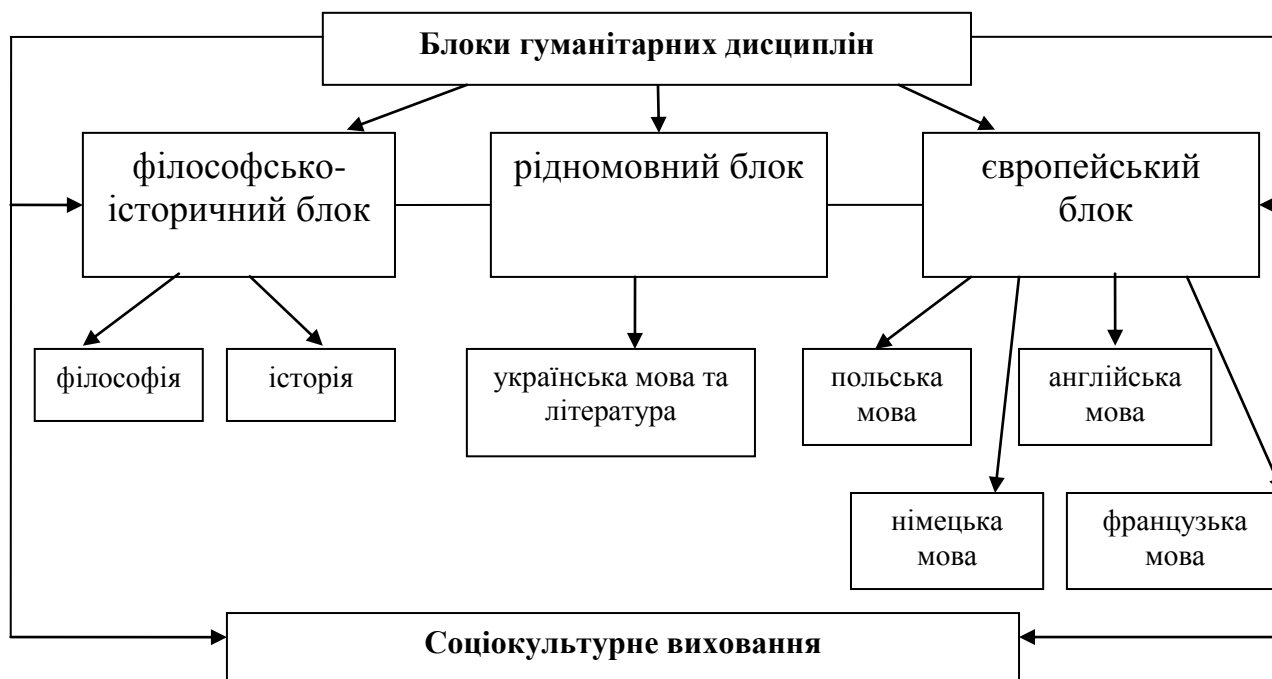 Блоки гуманітарних дисциплін
філософсько-
історичний блок
рідномовний блок
європейський
блок
філософія
історія
українська мова та
література
польська
мова
англійська
мова
німецька
мова
французька
мова
Соціокультурне виховання